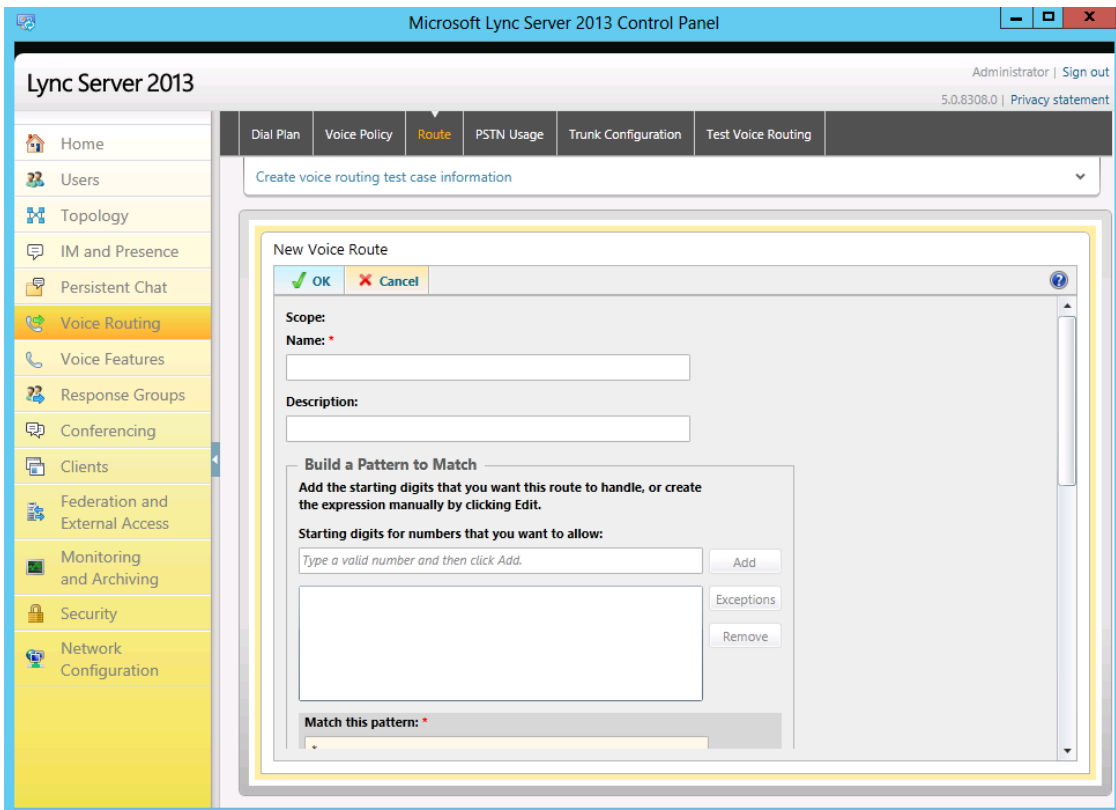 Microsoft Lync Server 2013 Control Panel
Lync Server 2013
Administrator | Sign out
5.0.8308.0 | Privacy statement
Home
Users
Topology
IM and Presence
Persistent Chat
Voice Routing
Voice Features
Response Groups
Conferencing
Clients
Federation and
External Access
Monitoring
and Archiving
Security
Network
Configuration
Dial Plan Voice Policy Route PSTN Usage Trunk Configuration Test Voice Routing
Create voice routing test case information
New Voice Route
OK Cancel
Scope:
Name: *
Description:
Build a Pattern to Match
Add the starting digits that you want this route to handle, or create
the expression manually by clicking Edit.
Starting digits for numbers that you want to allow:
Type a valid number and then click Add.
Add
Exceptions
Remove
Match this pattern: *